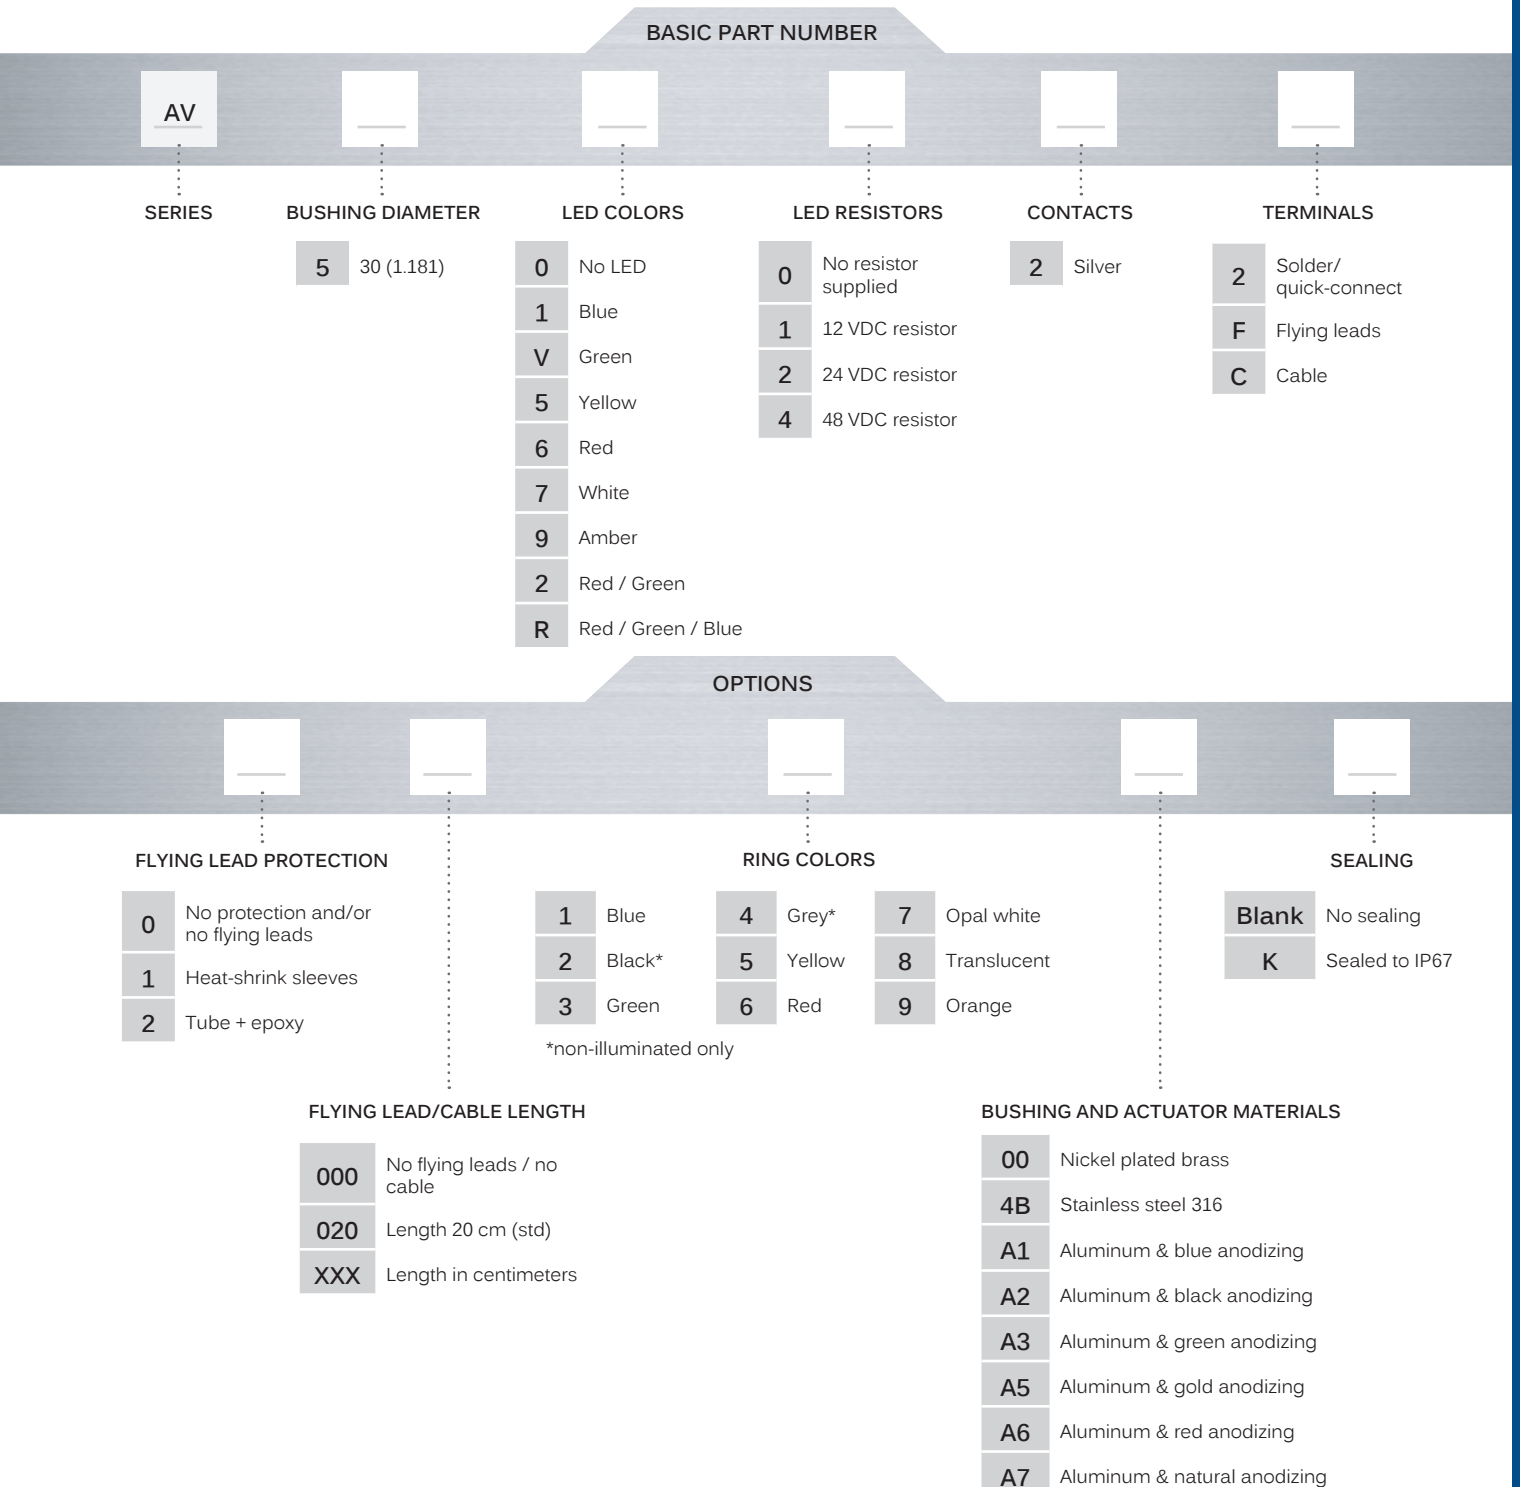 BASIC PART NUMBER
AV
SERIES
BUSHING DIAMETER
5 30 (1.181)
LED COLORS
0 No LED
1 Blue
V Green
5 Yellow
6 Red
7 White
9 Amber
2 Red / Green
R Red / Green / Blue
LED RESISTORS
0 No resistor
supplied
1 12 VDC resistor
2 24 VDC resistor
4 48 VDC resistor
CONTACTS
2 Silver
TERMINALS
2 Solder/
quick-connect
F Flying leads
C Cable
OPTIONS
FLYING LEAD PROTECTION
0 No protection and/or
no flying leads
1 Heat-shrink sleeves
2 Tube + epoxy
FLYING LEAD/CABLE LENGTH
000 No flying leads / no
cable
020 Length 20 cm (std)
XXX Length in centimeters
RING COLORS
1 Blue
2 Black*
3 Green
4 Grey*
5 Yellow
6 Red
7 Opal white
8 Translucent
9 Orange
*non-illuminated only
BUSHING AND ACTUATOR MATERIALS
00 Nickel plated brass
4B Stainless steel 316
A1 Aluminum & blue anodizing
A2 Aluminum & black anodizing
A3 Aluminum & green anodizing
A5 Aluminum & gold anodizing
A6 Aluminum & red anodizing
A7 Aluminum & natural anodizing
SEALING
Blank No sealing
K Sealed to IP67